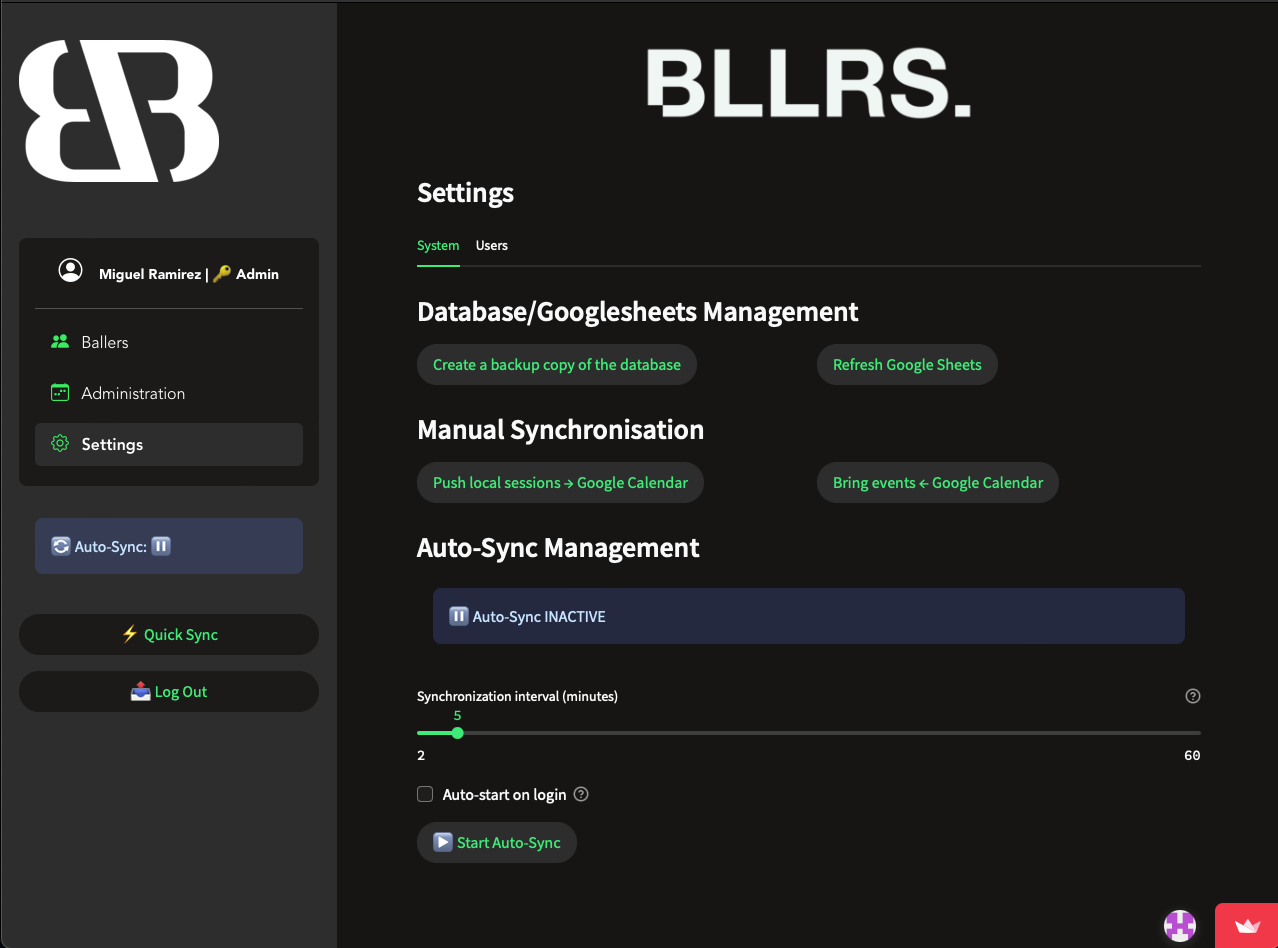 BLLRS.
Miguel Ramirez | 🔑 Admin
Ballers
Administration
Settings
🔄 Auto-Sync: ⏸️
⚡ Quick Sync
📤 Log Out
Settings
System Users
Database/Googlesheets Management
Create a backup copy of the database Refresh Google Sheets
Manual Synchronisation
Push local sessions → Google Calendar Bring events ← Google Calendar
Auto-Sync Management
⏸️ Auto-Sync INACTIVE
Synchronization interval (minutes) ?
5
2 60
Auto-start on login ?
▶️ Start Auto-Sync